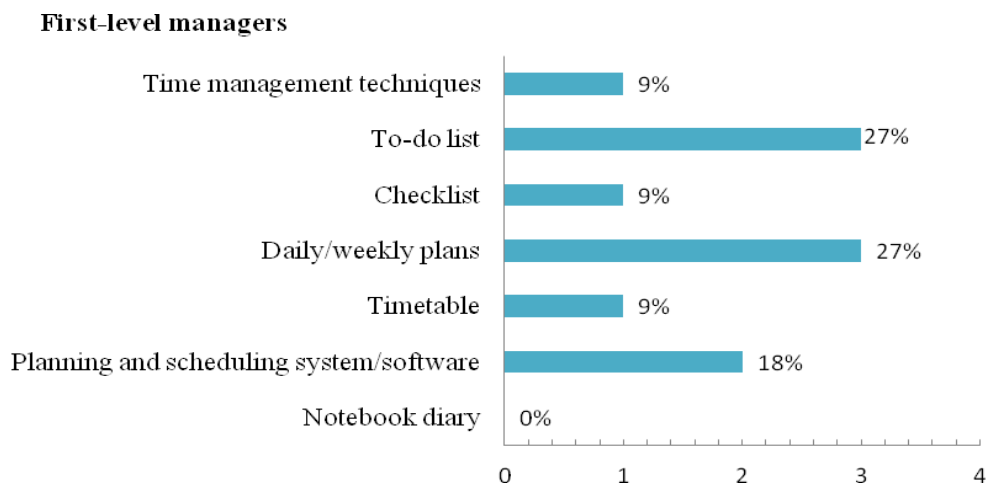 First-level managers
Time management techniques 9%
To-do list 27%
Checklist 9%
Daily/weekly plans 27%
Timetable 9%
Planning and scheduling system/software 18%
Notebook diary 0%
0 1 2 3 4